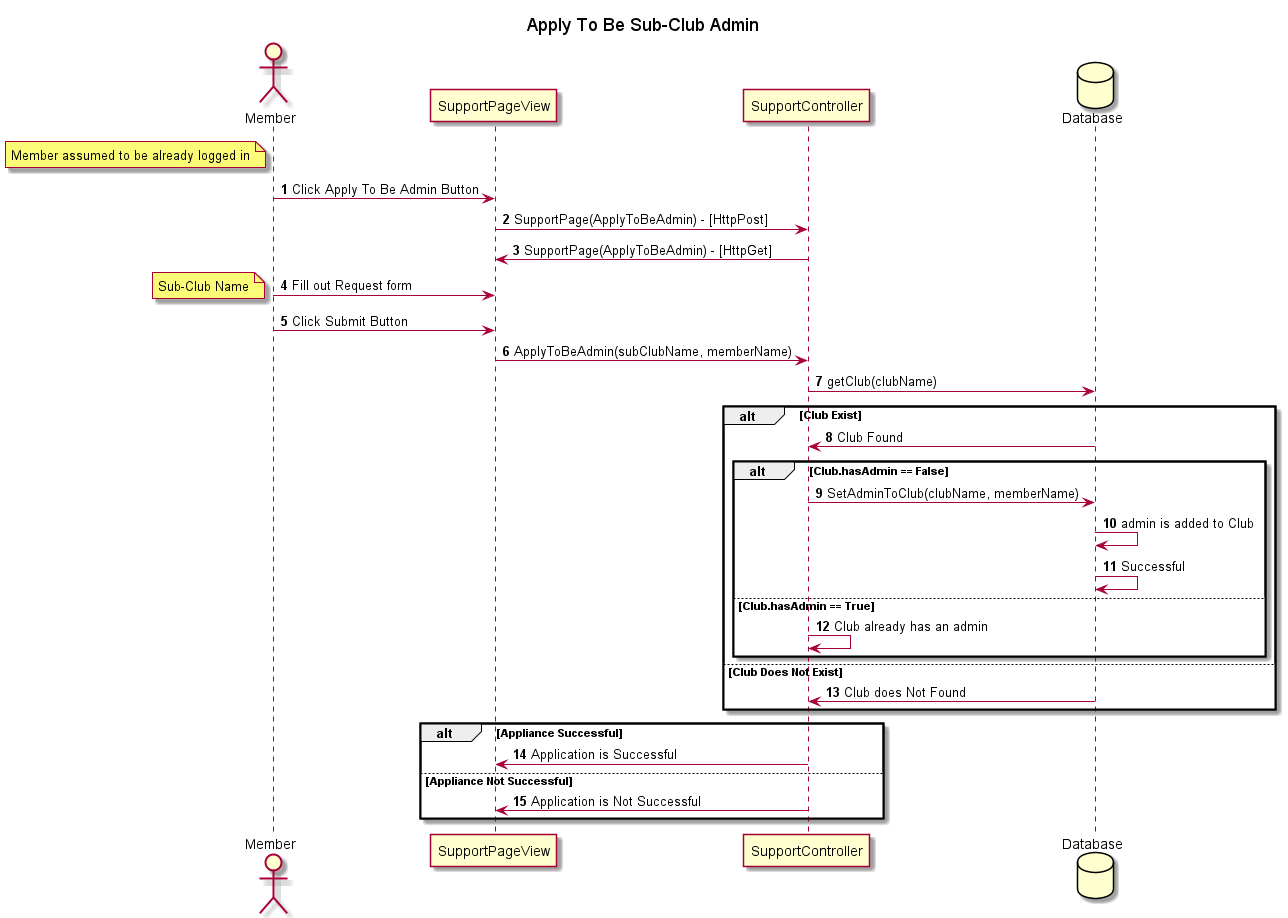 Apply To Be Sub-Club Admin
Member
SupportPageView
SupportController
Database
Member assumed to be already logged in
1 Click Apply To Be Admin Button
2 SupportPage(ApplyToBeAdmin) - [HttpPost]
3 SupportPage(ApplyToBeAdmin) - [HttpGet]
Sub-Club Name
4 Fill out Request form
5 Click Submit Button
6 ApplyToBeAdmin(subClubName, memberName)
7 getClub(clubName)
alt [Club Exist]
8 Club Found
alt [Club.hasAdmin == False]
9 SetAdminToClub(clubName, memberName)
10 admin is added to Club
11 Successful
[Club.hasAdmin == True]
12 Club already has an admin
[Club Does Not Exist]
13 Club does Not Found
alt [Appliance Successful]
14 Application is Successful
[Appliance Not Successful]
15 Application is Not Successful
Member
SupportPageView
SupportController
Database